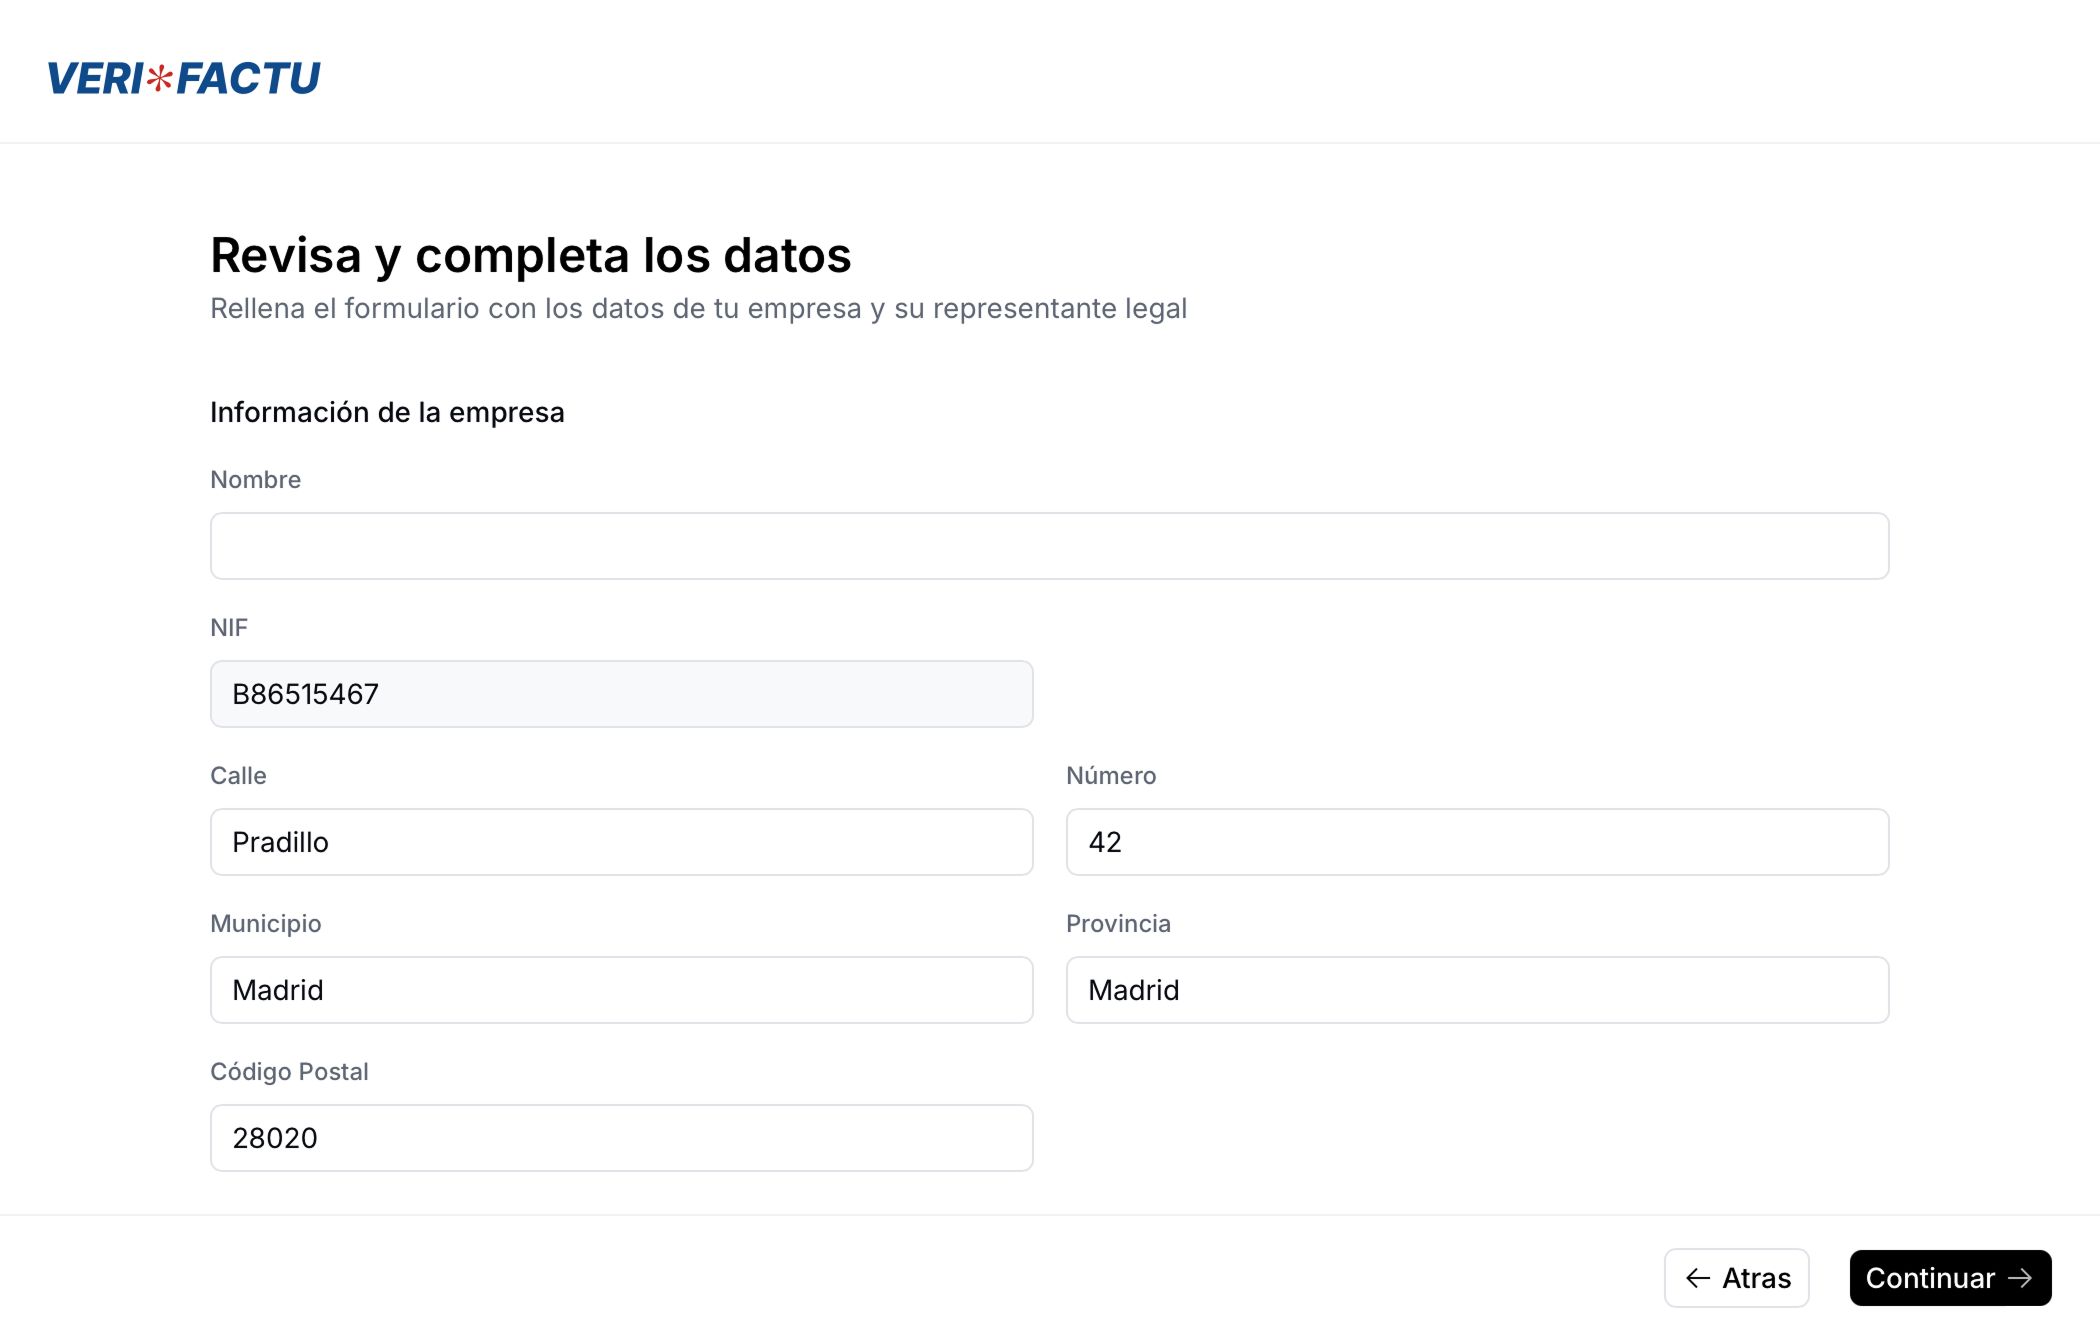 VERI*FACTU
Revisa y completa los datos
Rellena el formulario con los datos de tu empresa y su representante legal
Información de la empresa
Nombre
NIF
B86515467
Calle
Número
Pradillo
42
Municipio
Provincia
Madrid
Madrid
Código Postal
28020
← Atras
Continuar →